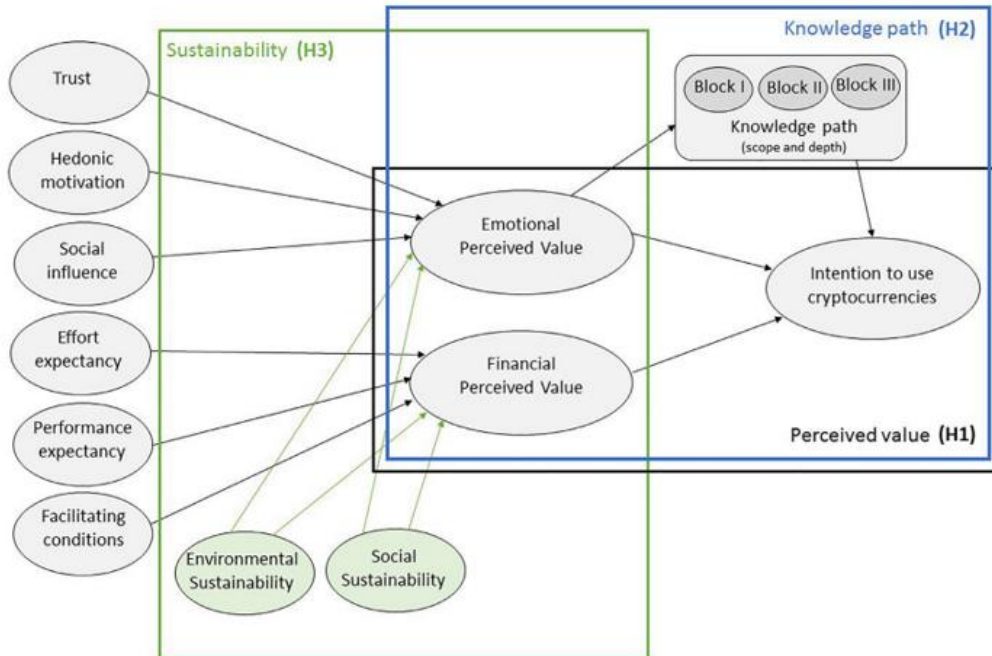 Knowledge path (H2)
Sustainability (H3)
Trust
Block I
Block II
Block III
Knowledge path
(scope and depth)
Hedonic
motivation
Emotional
Perceived Value
Social
influence
Intention to use
cryptocurrencies
Effort
expectancy
Financial
Perceived Value
Performance
expectancy
Perceived value (H1)
Facilitating
conditions
Environmental
Sustainability
Social
Sustainability